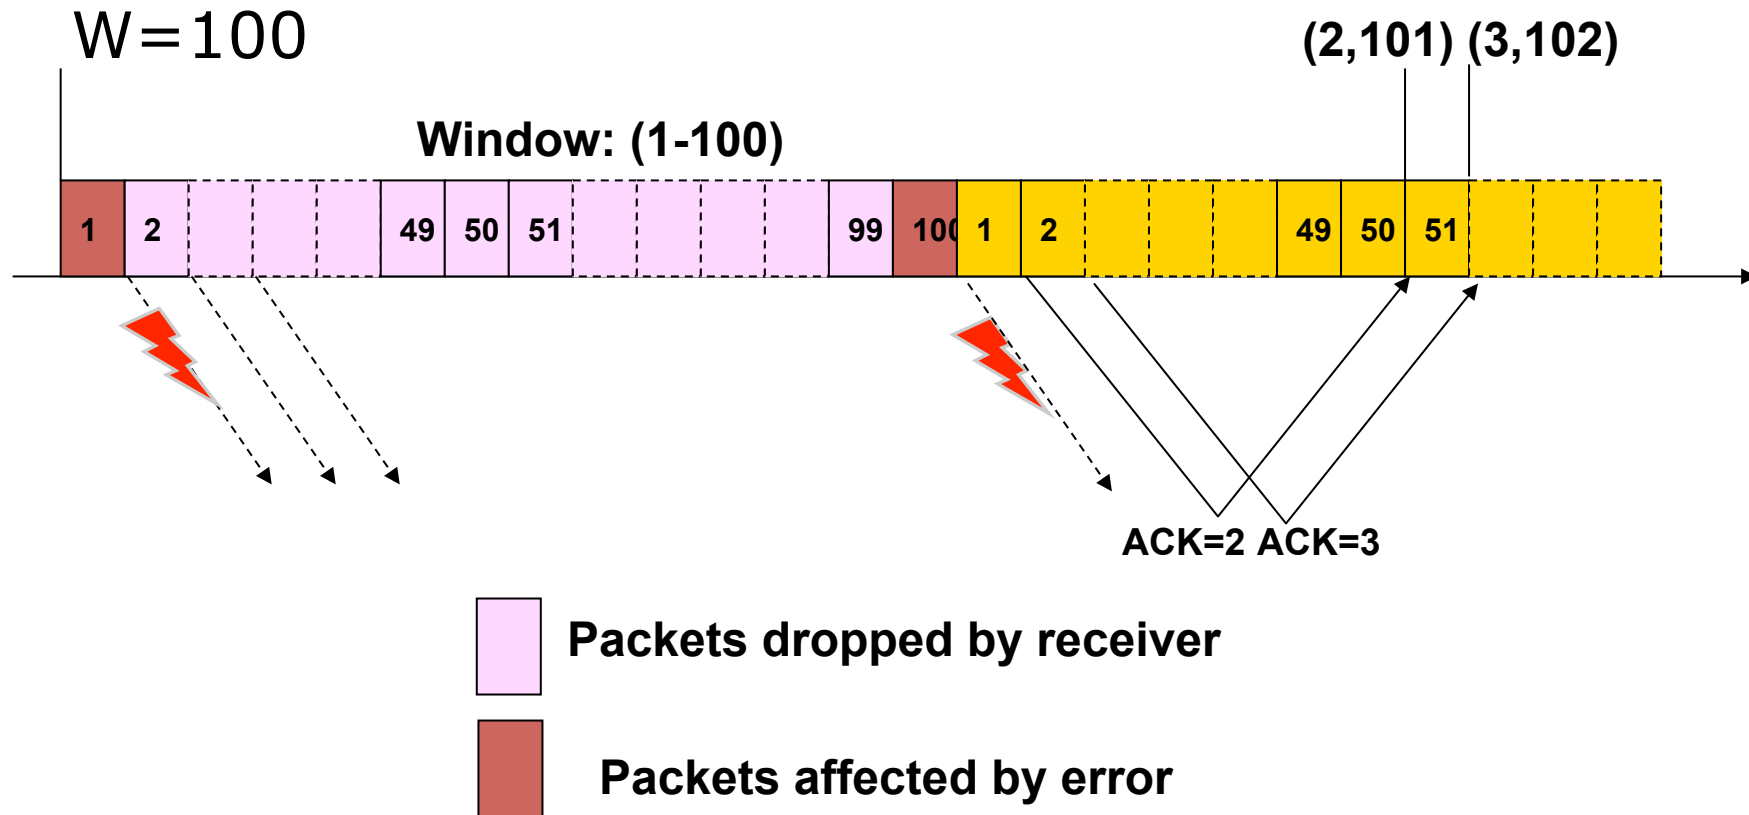 W=100
(2,101) (3,102)
Window: (1-100)
1 2 49 50 51 99 100 1 2 49 50 51
ACK=2 ACK=3
Packets dropped by receiver
Packets affected by error